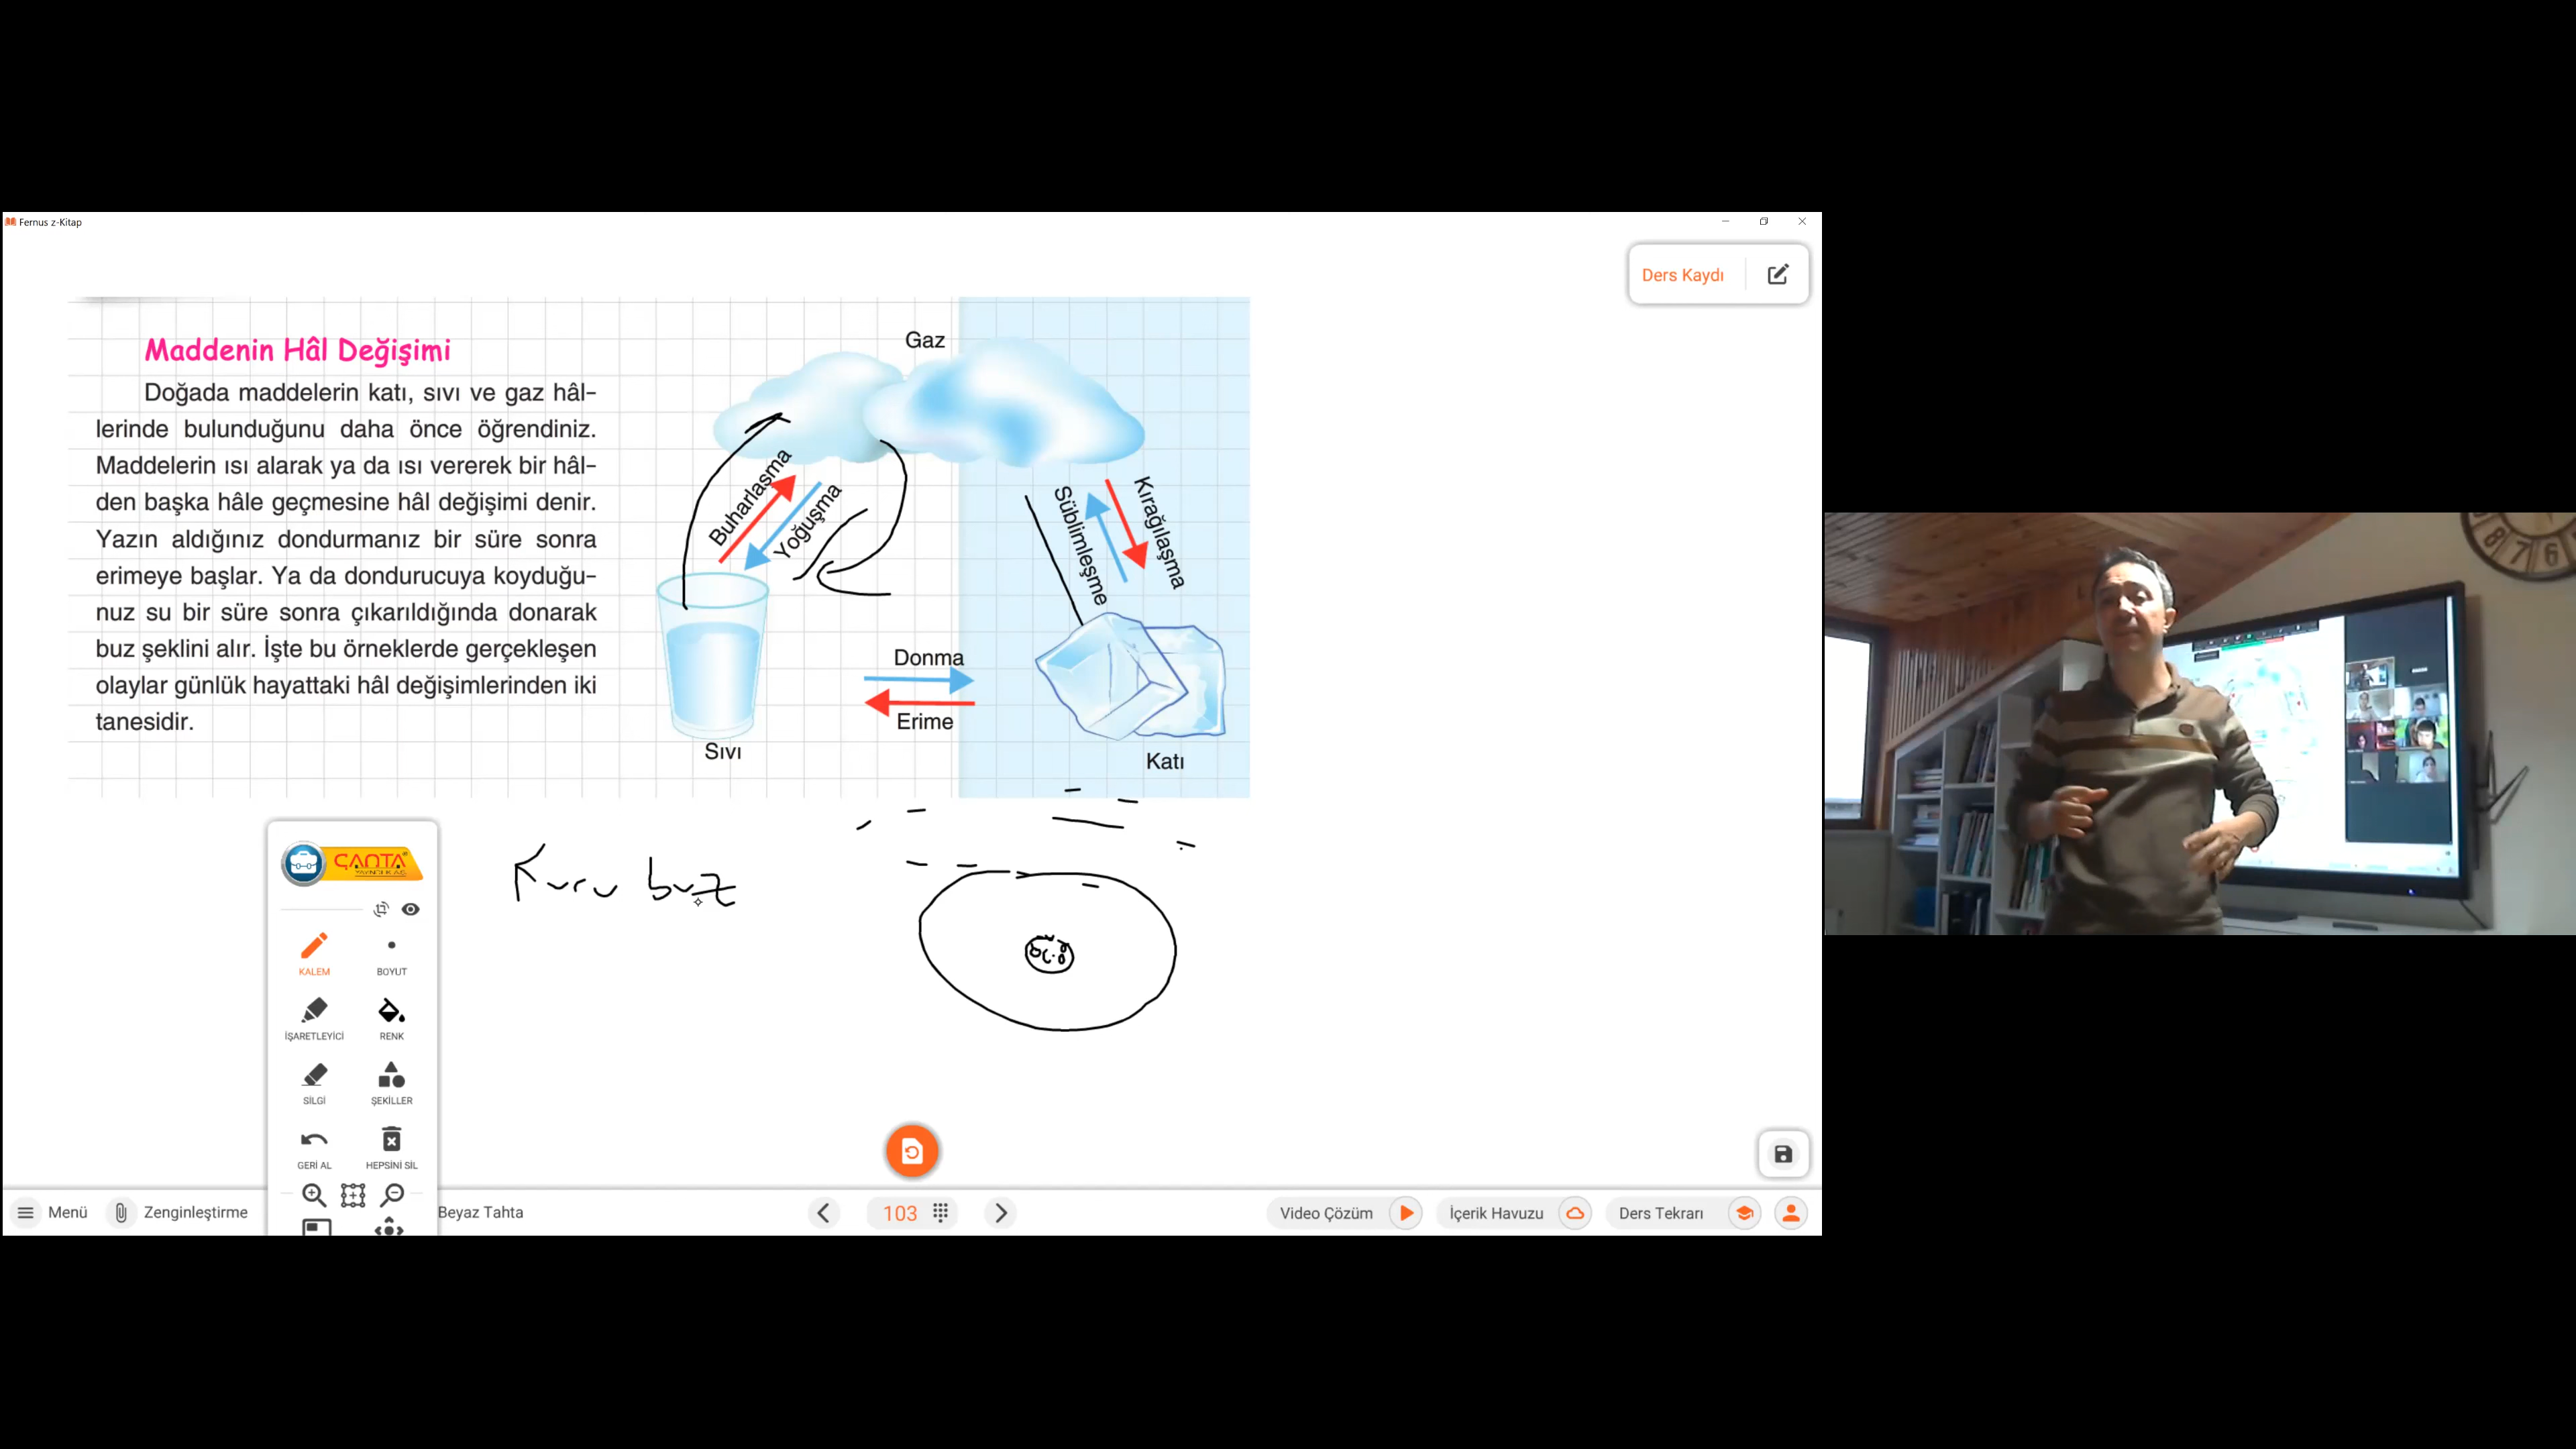 Fernus z-Kitap
Ders Kaydı
Maddenin Hâl Değişimi
Doğada maddelerin katı, sıvı ve gaz hâl-
lerinde bulunduğunu daha önce öğrendiniz.
Maddelerin ısı alarak ya da ısı vererek bir hâl-
den başka hâle geçmesine hâl değişimi denir.
Yazın aldığınız dondurmanız bir süre sonra
erimeye başlar. Ya da dondurucuya koyduğu-
nuz su bir süre sonra çıkarıldığında donarak
buz şeklini alır. İşte bu örneklerde gerçekleşen
olaylar günlük hayattaki hâl değişimlerinden iki
tanesidir.
Gaz
Buharlaşma
Yoğuşma
Süblimleşme
Kırağılaşma
Donma
Erime
Sıvı
Katı
Kuru buz
ÇANTA
YAYINCILIK
KALEM
BOYUT
İŞARETLEYİCİ
RENK
SİLGİ
ŞEKİLLER
GERİ AL
HEPSİNİ SİL
Menü
Zenginleştirme
Beyaz Tahta
103
Video Çözüm
İçerik Havuzu
Ders Tekrarı
8 7 6